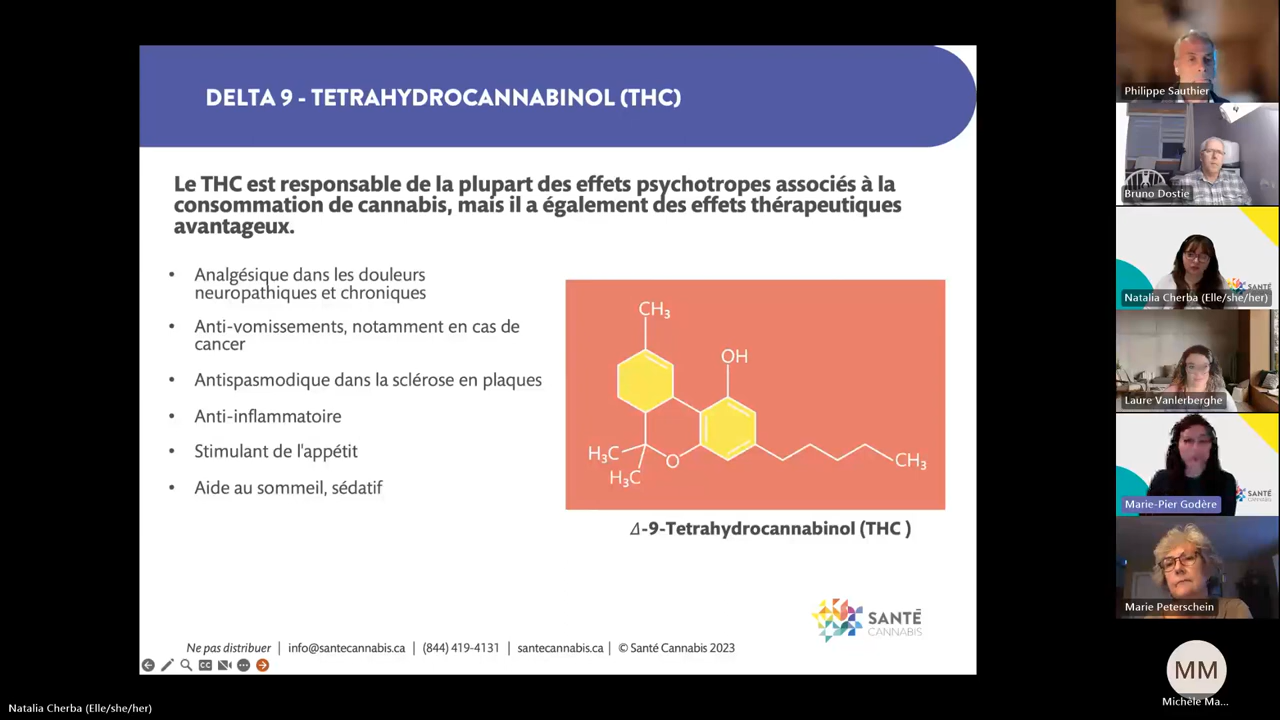 DELTA 9 - TETRAHYDROCANNABINOL (THC)
Le THC est responsable de la plupart des effets psychotropes associés à la
consommation de cannabis, mais il a également des effets thérapeutiques
avantageux.
• Analgésique dans les douleurs
neuropathiques et chroniques
• Anti-vomissements, notamment en cas de
cancer
• Antispasmodique dans la sclérose en plaques
• Anti-inflammatoire
• Stimulant de l'appétit
• Aide au sommeil, sédatif
CH₃
OH
H₃C
H₃C
O
CH₃
Δ-9-Tetrahydrocannabinol (THC )
SANTÉ
CANNABIS
Ne pas distribuer | info@santecannabis.ca | (844) 419-4131 | santecannabis.ca | © Santé Cannabis 2023
CC
Natalia Cherba (Elle/she/her)
Philippe Sauthier
Bruno Dostie
SANTÉ
Natalia Cherba (Elle/she/her)
Laure Vanlerberghe
SANTÉ
CANNABIS
Marie-Pier Godère
Marie Peterschein
MM
Michèle Ma...